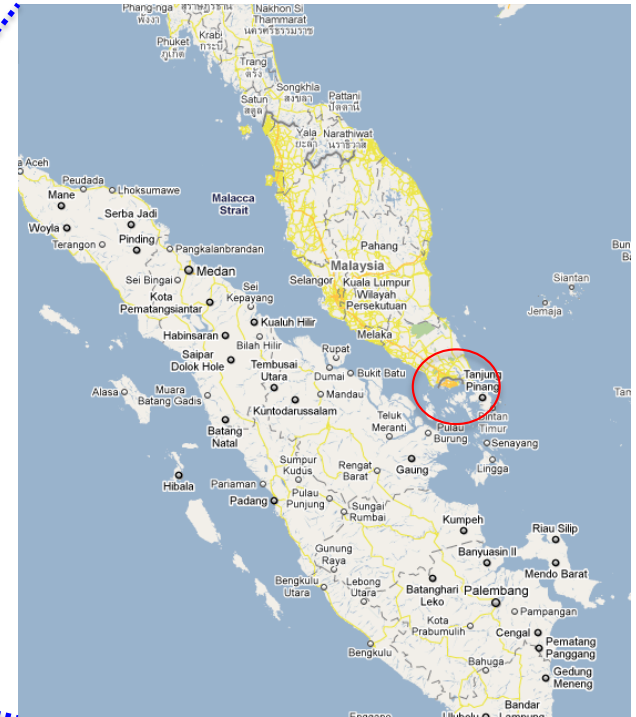 Phang-nga
พังงา
Nakhon Si
Thammarat
นครศรีธรรมราช
Phuket
ภูเก็ต
Krabi
กระบี่
Trang
ตรัง
Songkhla
สงขลา
Satun
สตูล
Pattani
ปัตตานี
Yala
ยะลา
Narathiwat
นราธิวาส
Aceh
Peudada
Mane
Lhoksumawe
Malacca
Strait
Woyla
Serba Jadi
Terangon
Pinding
Pangkalanbrandan
Pahang
Sei Bingai
Medan
Malaysia
Selangor
Kuala Lumpur
Wilayah
Persekutuan
Siantan
Jemaja
Kota
Pematangsiantar
Sei
Kepayang
Kualuh Hilir
Melaka
Habinsaran
Bilah Hilir
Rupat
Saipar
Dolok Hole
Tembusai
Utara
Dumai
Bukit Batu
Tanjung
Pinang
Alasa
Muara
Batang Gadis
Mandau
Kuntodarussalam
Teluk
Meranti
Bintan
Timur
Pulau
Burung
Batang
Natal
Senayang
Sumpur
Kudus
Rengat
Barat
Gaung
Lingga
Hibala
Pariaman
Padang
Pulau
Punjung
Sungai
Rumbai
Kumpeh
Riau Silip
Gunung
Raya
Banyuasin II
Mendo Barat
Bengkulu
Utara
Lebong
Utara
Batanghari
Leko
Palembang
Pampangan
Kota
Prabumulih
Cengal
Pematang
Panggang
Bengkulu
Bahuga
Gedung
Meneng
Bandar